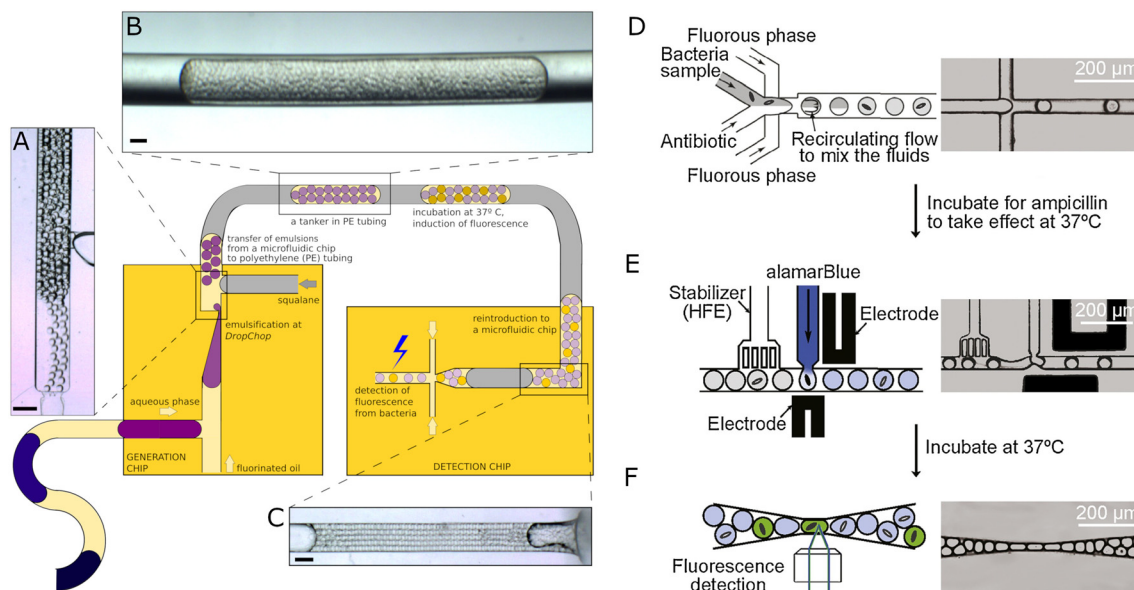 A
B
a tanker in PE tubing
incubation at 37º C,
induction of fluorescence
transfer of emulsions
from a microfluidic chip
to polyethylene (PE) tubing
squalane
emulsification at
DropChop
aqueous phase
GENERATION
CHIP
fluorinated oil
reintroduction to
a microfluidic chip
detection of
fluorescence
from bacteria
DETECTION CHIP
C
D
Fluorous phase
Bacteria
sample
Antibiotic
Recirculating flow
to mix the fluids
Fluorous phase
200 µm
Incubate for ampicillin
to take effect at 37ºC
E
alamarBlue
Stabilizer
(HFE)
Electrode
Electrode
200 µm
Incubate at 37ºC
F
Fluorescence
detection
200 µm